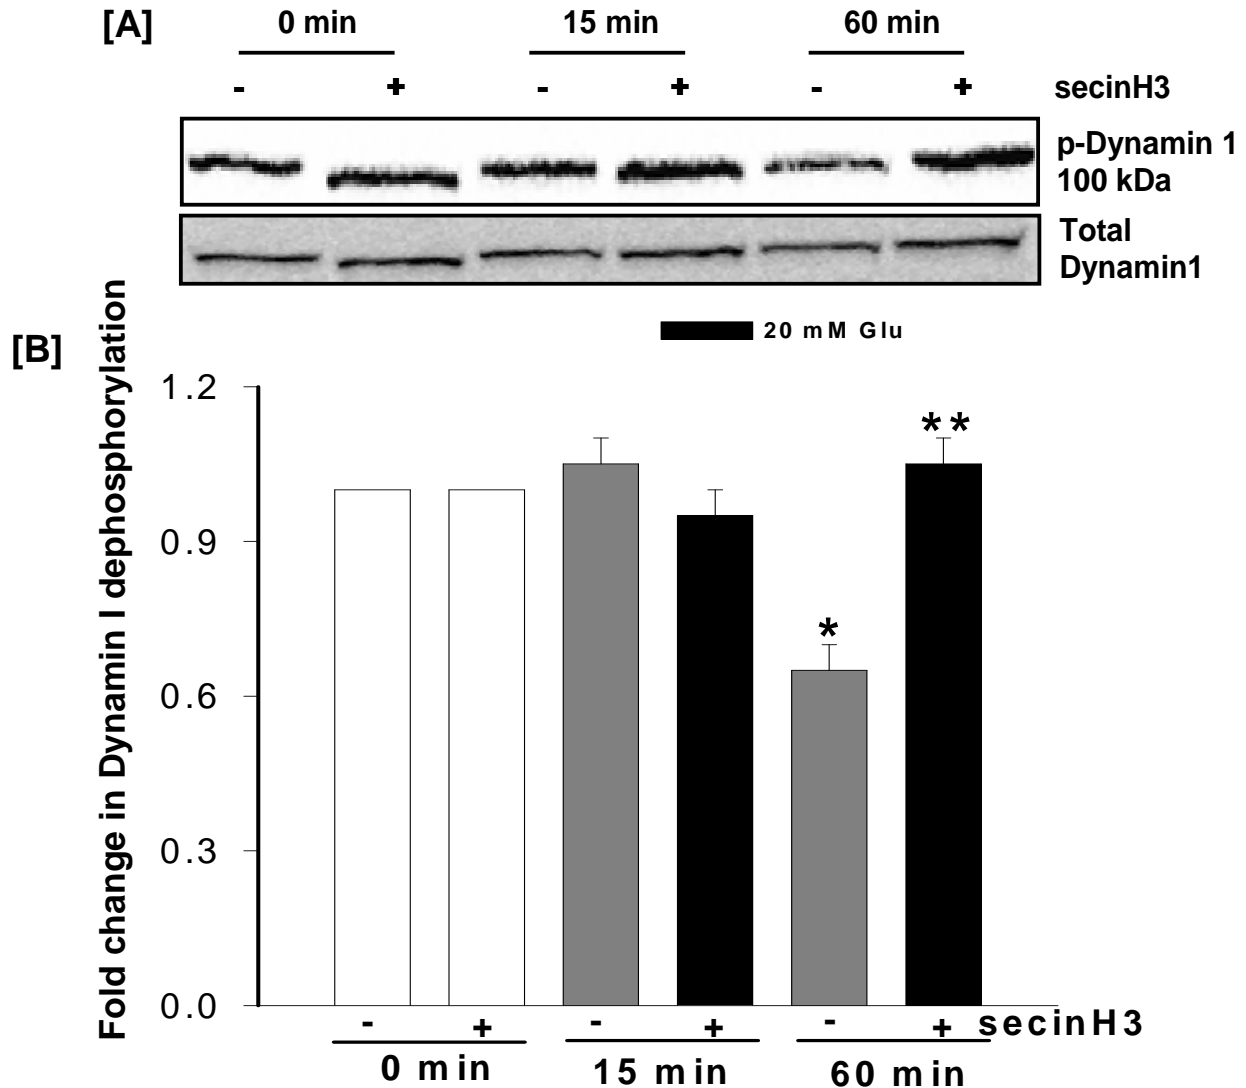 [A] 0 min 15 min 60 min
- + - + - + secinH3
p-Dynamin 1
100 kDa
Total
Dynamin1
20 mM Glu
[B]
Fold change in Dynamin I dephosphorylation
1.2
0.9
0.6
0.3
0.0
* **
- + - + - + secinH3
0 min 15 min 60 min